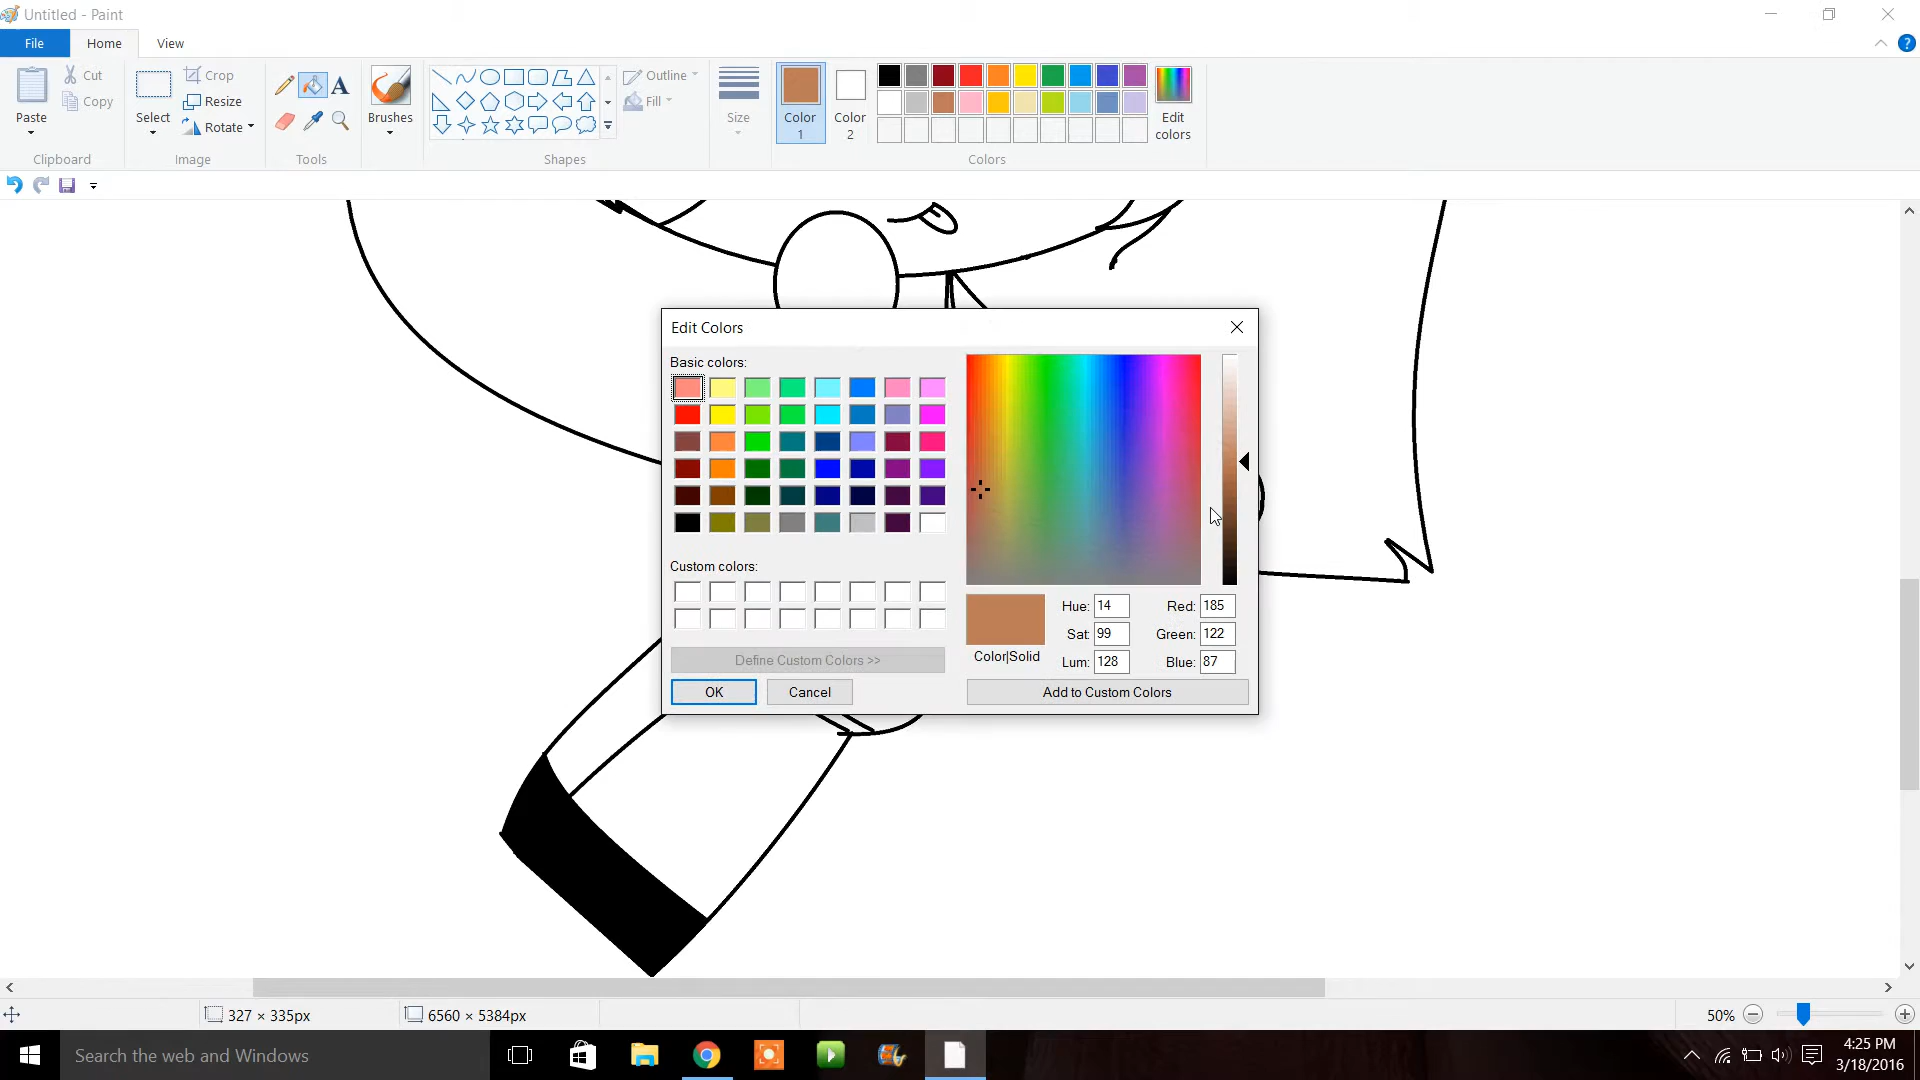 Untitled - Paint
File Home View
Paste
Cut
Copy
Clipboard
Select
Crop
Resize
Rotate
Image
Tools
Brushes
Shapes
Outline
Fill
Size
Color 1
Color 2
Edit colors
Colors
Edit Colors
Basic colors:
Custom colors:
Define Custom Colors >>
OK Cancel
Color|Solid
Hue: 14 Red: 185
Sat: 99 Green: 122
Lum: 128 Blue: 87
Add to Custom Colors
327 × 335px 6560 × 5384px 50%
Search the web and Windows
4:25 PM
3/18/2016